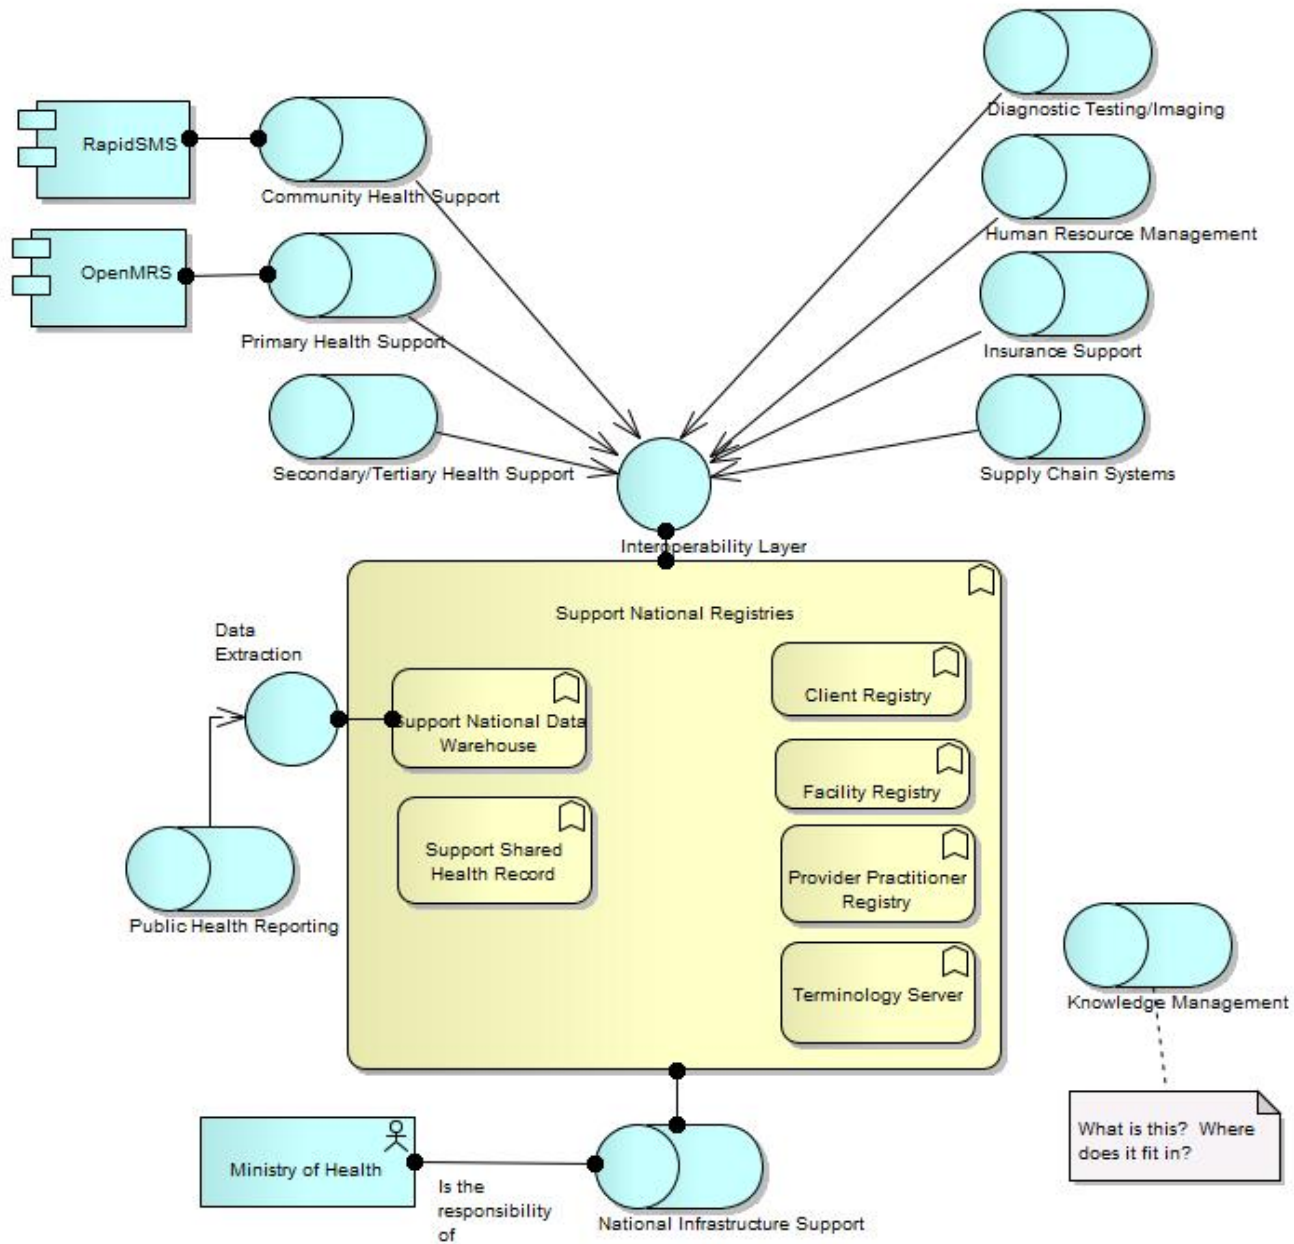 Diagnostic Testing/Imaging
RapidSMS
Community Health Support
Human Resource Management
OpenMRS
Primary Health Support
Insurance Support
Secondary/Tertiary Health Support
Supply Chain Systems
Interoperability Layer
Support National Registries
Data
Extraction
Client Registry
Support National Data
Warehouse
Facility Registry
Support Shared
Health Record
Provider Practitioner
Registry
Public Health Reporting
Terminology Server
Knowledge Management
What is this? Where
does it fit in?
Ministry of Health
Is the
responsibility
of
National Infrastructure Support